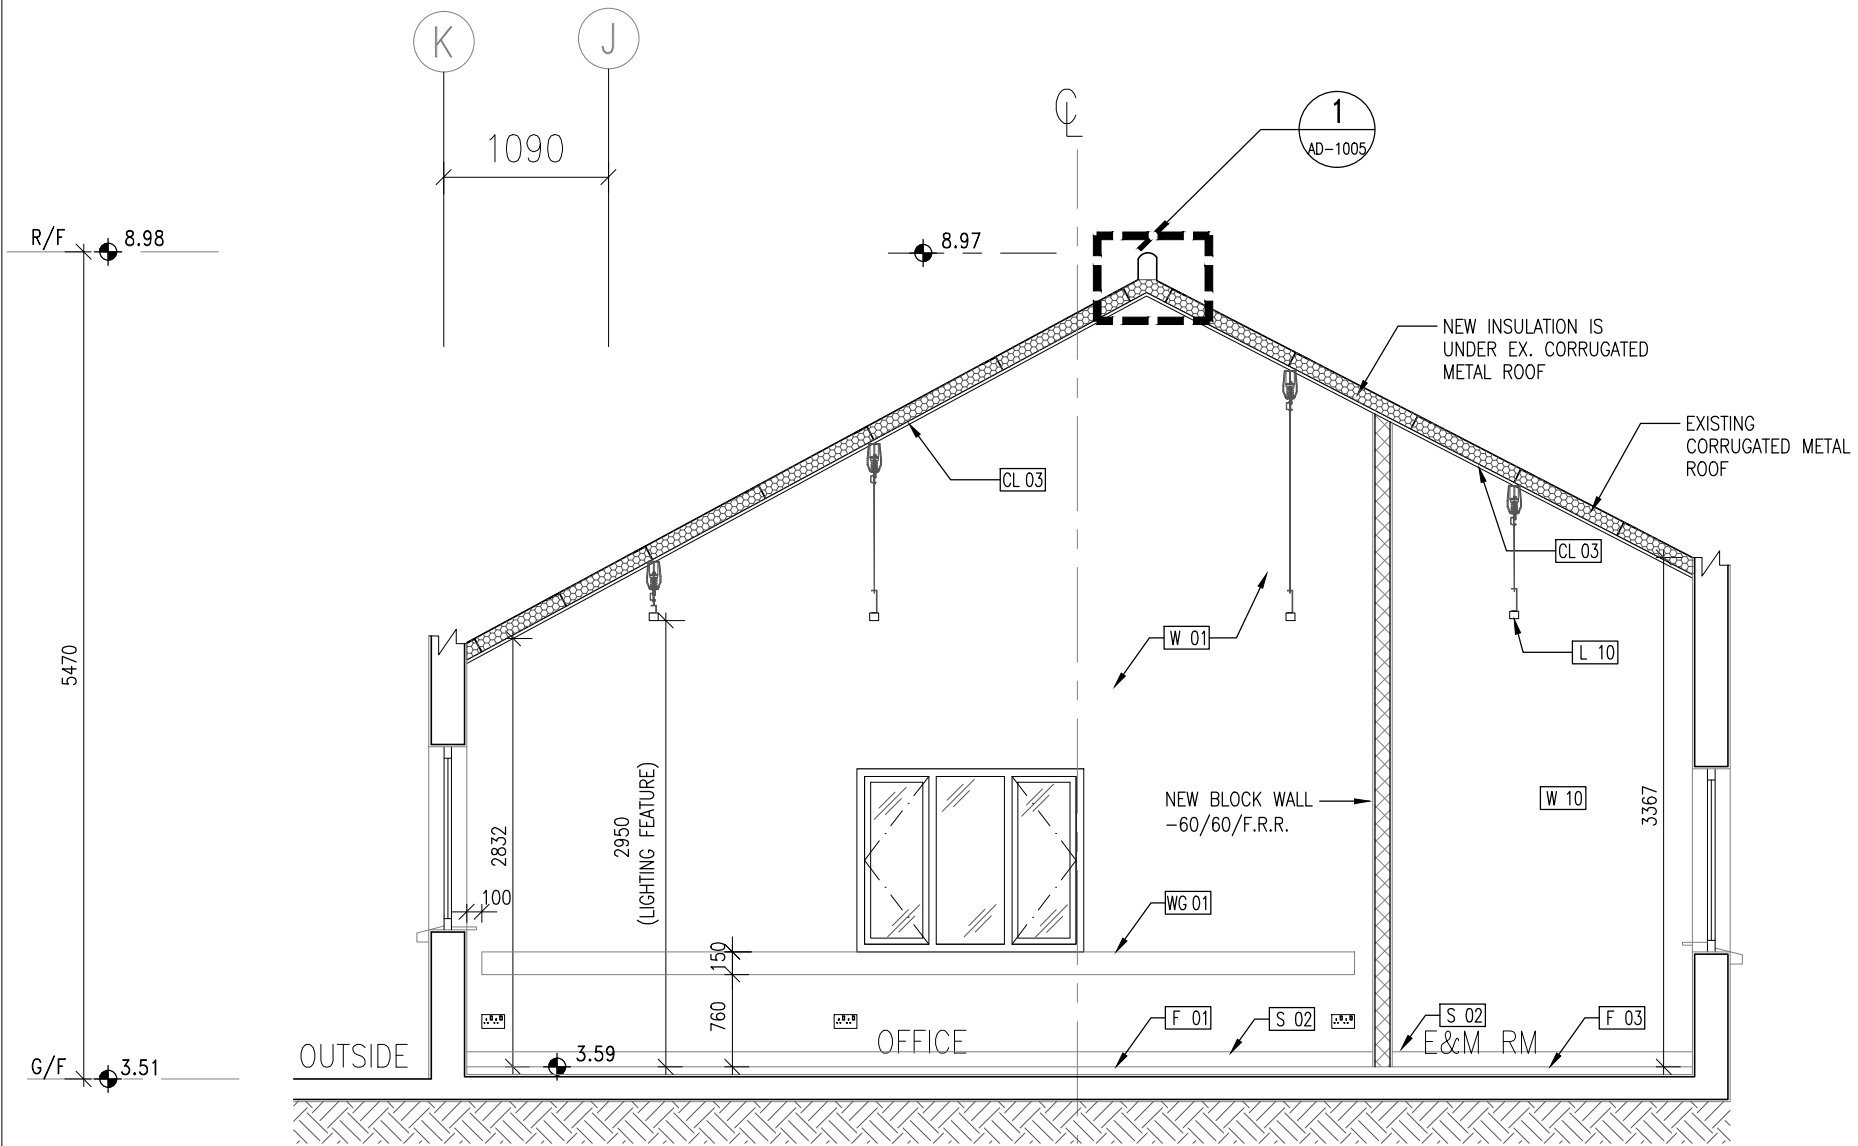 K
J
1
AD-1005
1090
R/F
8.98
8.97
NEW INSULATION IS
UNDER EX. CORRUGATED
METAL ROOF
EXISTING
CORRUGATED METAL
ROOF
CL 03
CL 03
W 01
L 10
5470
2832
2950
(LIGHTING FEATURE)
NEW BLOCK WALL
-60/60/F.R.R.
W 10
3367
100
WG 01
150
760
F 01
S 02
S 02
F 03
OUTSIDE
OFFICE
E&M RM
3.59
G/F
3.51